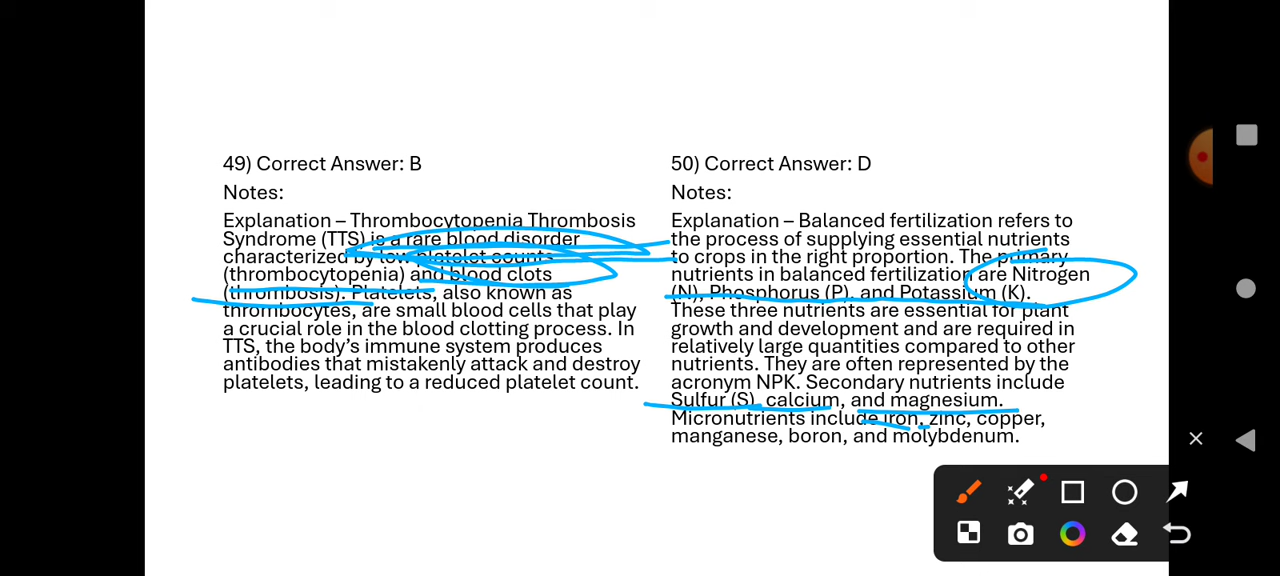 49) Correct Answer: B
Notes:
Explanation – Thrombocytopenia Thrombosis
Syndrome (TTS) is a rare blood disorder
characterized by low platelet counts
(thrombocytopenia) and blood clots
(thrombosis). Platelets, also known as
thrombocytes, are small blood cells that play
a crucial role in the blood clotting process. In
TTS, the body's immune system produces
antibodies that mistakenly attack and destroy
platelets, leading to a reduced platelet count.
50) Correct Answer: D
Notes:
Explanation – Balanced fertilization refers to
the process of supplying essential nutrients
to crops in the right proportion. The primary
nutrients in balanced fertilization are Nitrogen
(N), Phosphorus (P), and Potassium (K).
These three nutrients are essential for plant
growth and development and are required in
relatively large quantities compared to other
nutrients. They are often represented by the
acronym NPK. Secondary nutrients include
Sulfur (S), calcium, and magnesium.
Micronutrients include iron, zinc, copper,
manganese, boron, and molybdenum.